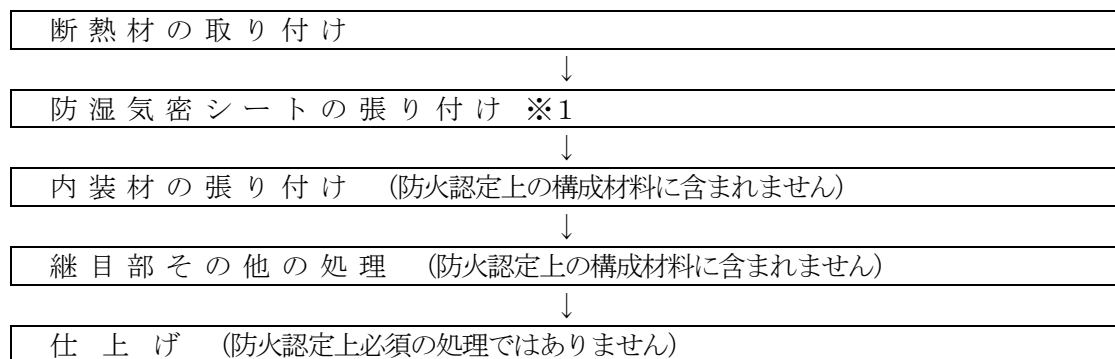 断熱材の取り付け
↓
防湿気密シートの張り付け ※1
↓
内装材の張り付け (防火認定上の構成材料に含まれません)
↓
継目部その他の処理 (防火認定上の構成材料に含まれません)
↓
仕上げ (防火認定上必須の処理ではありません)